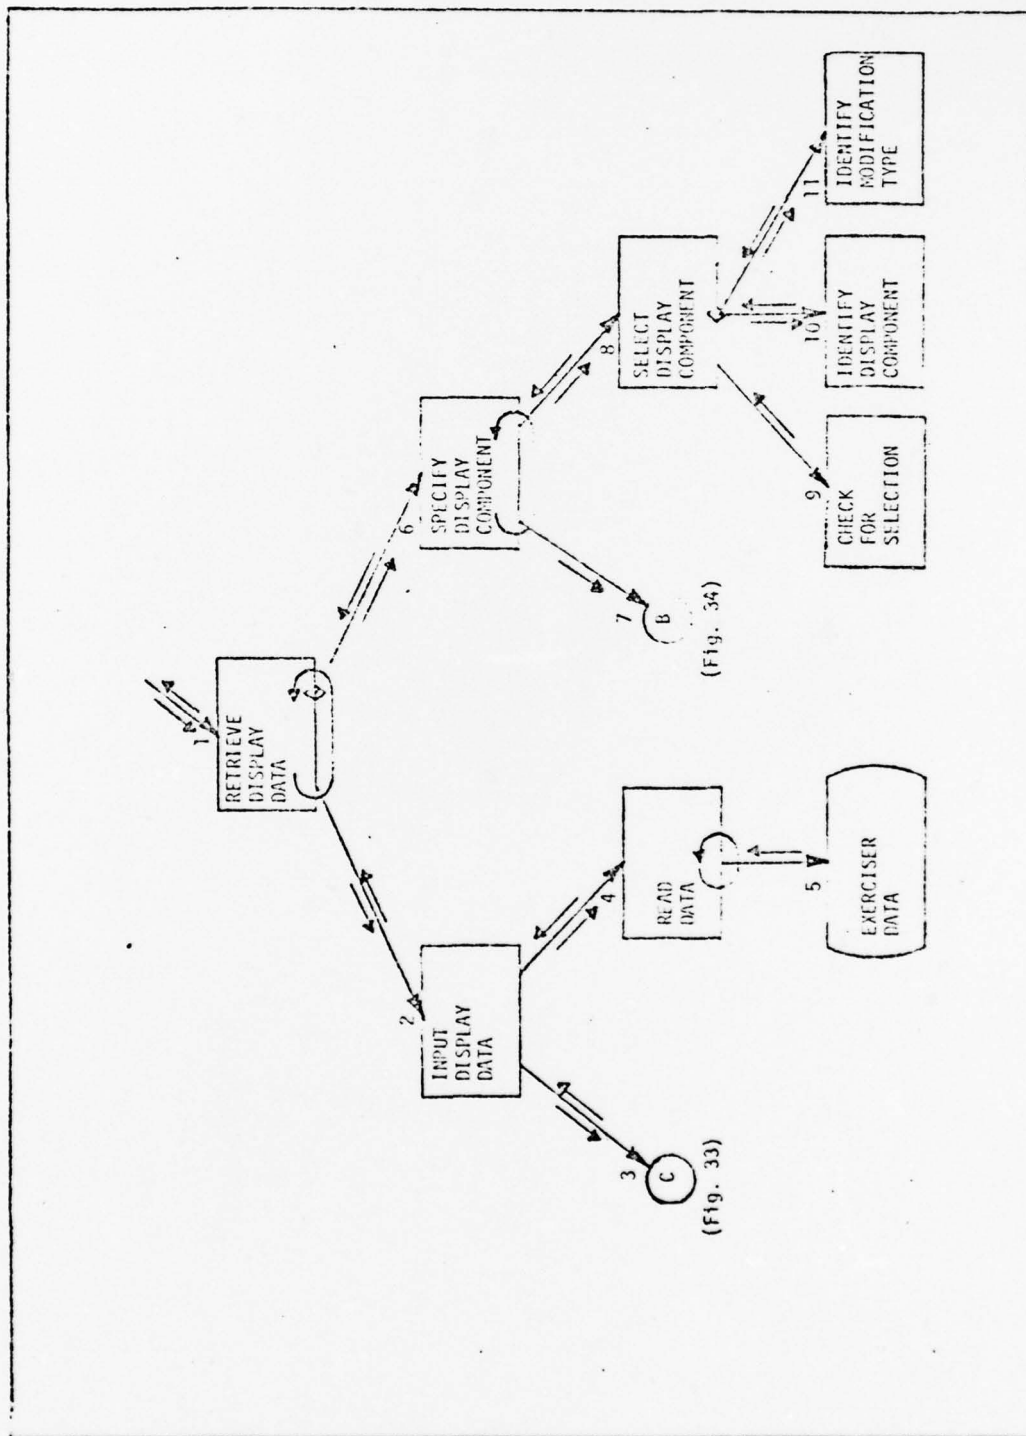 1
RETRIEVE
DISPLAY
DATA
2
INPUT
DISPLAY
DATA
6
SPECIFY
DISPLAY
COMPONENT
3
C
(Fig. 33)
4
READ
DATA
7
B
(Fig. 34)
8
SELECT
DISPLAY
COMPONENT
5
EXERCISER
DATA
9
CHECK
FOR
SELECTION
10
IDENTIFY
DISPLAY
COMPONENT
11
IDENTIFY
MODIFICATION
TYPE